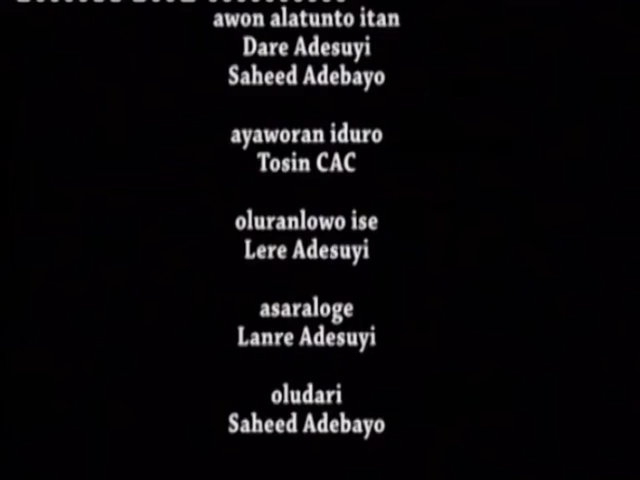 awon alatunto itan
Dare Adesuyi
Saheed Adebayo
ayaworan iduro
Tosin CAC
oluranlowo ise
Lere Adesuyi
asaraloge
Lanre Adesuyi
oludari
Saheed Adebayo